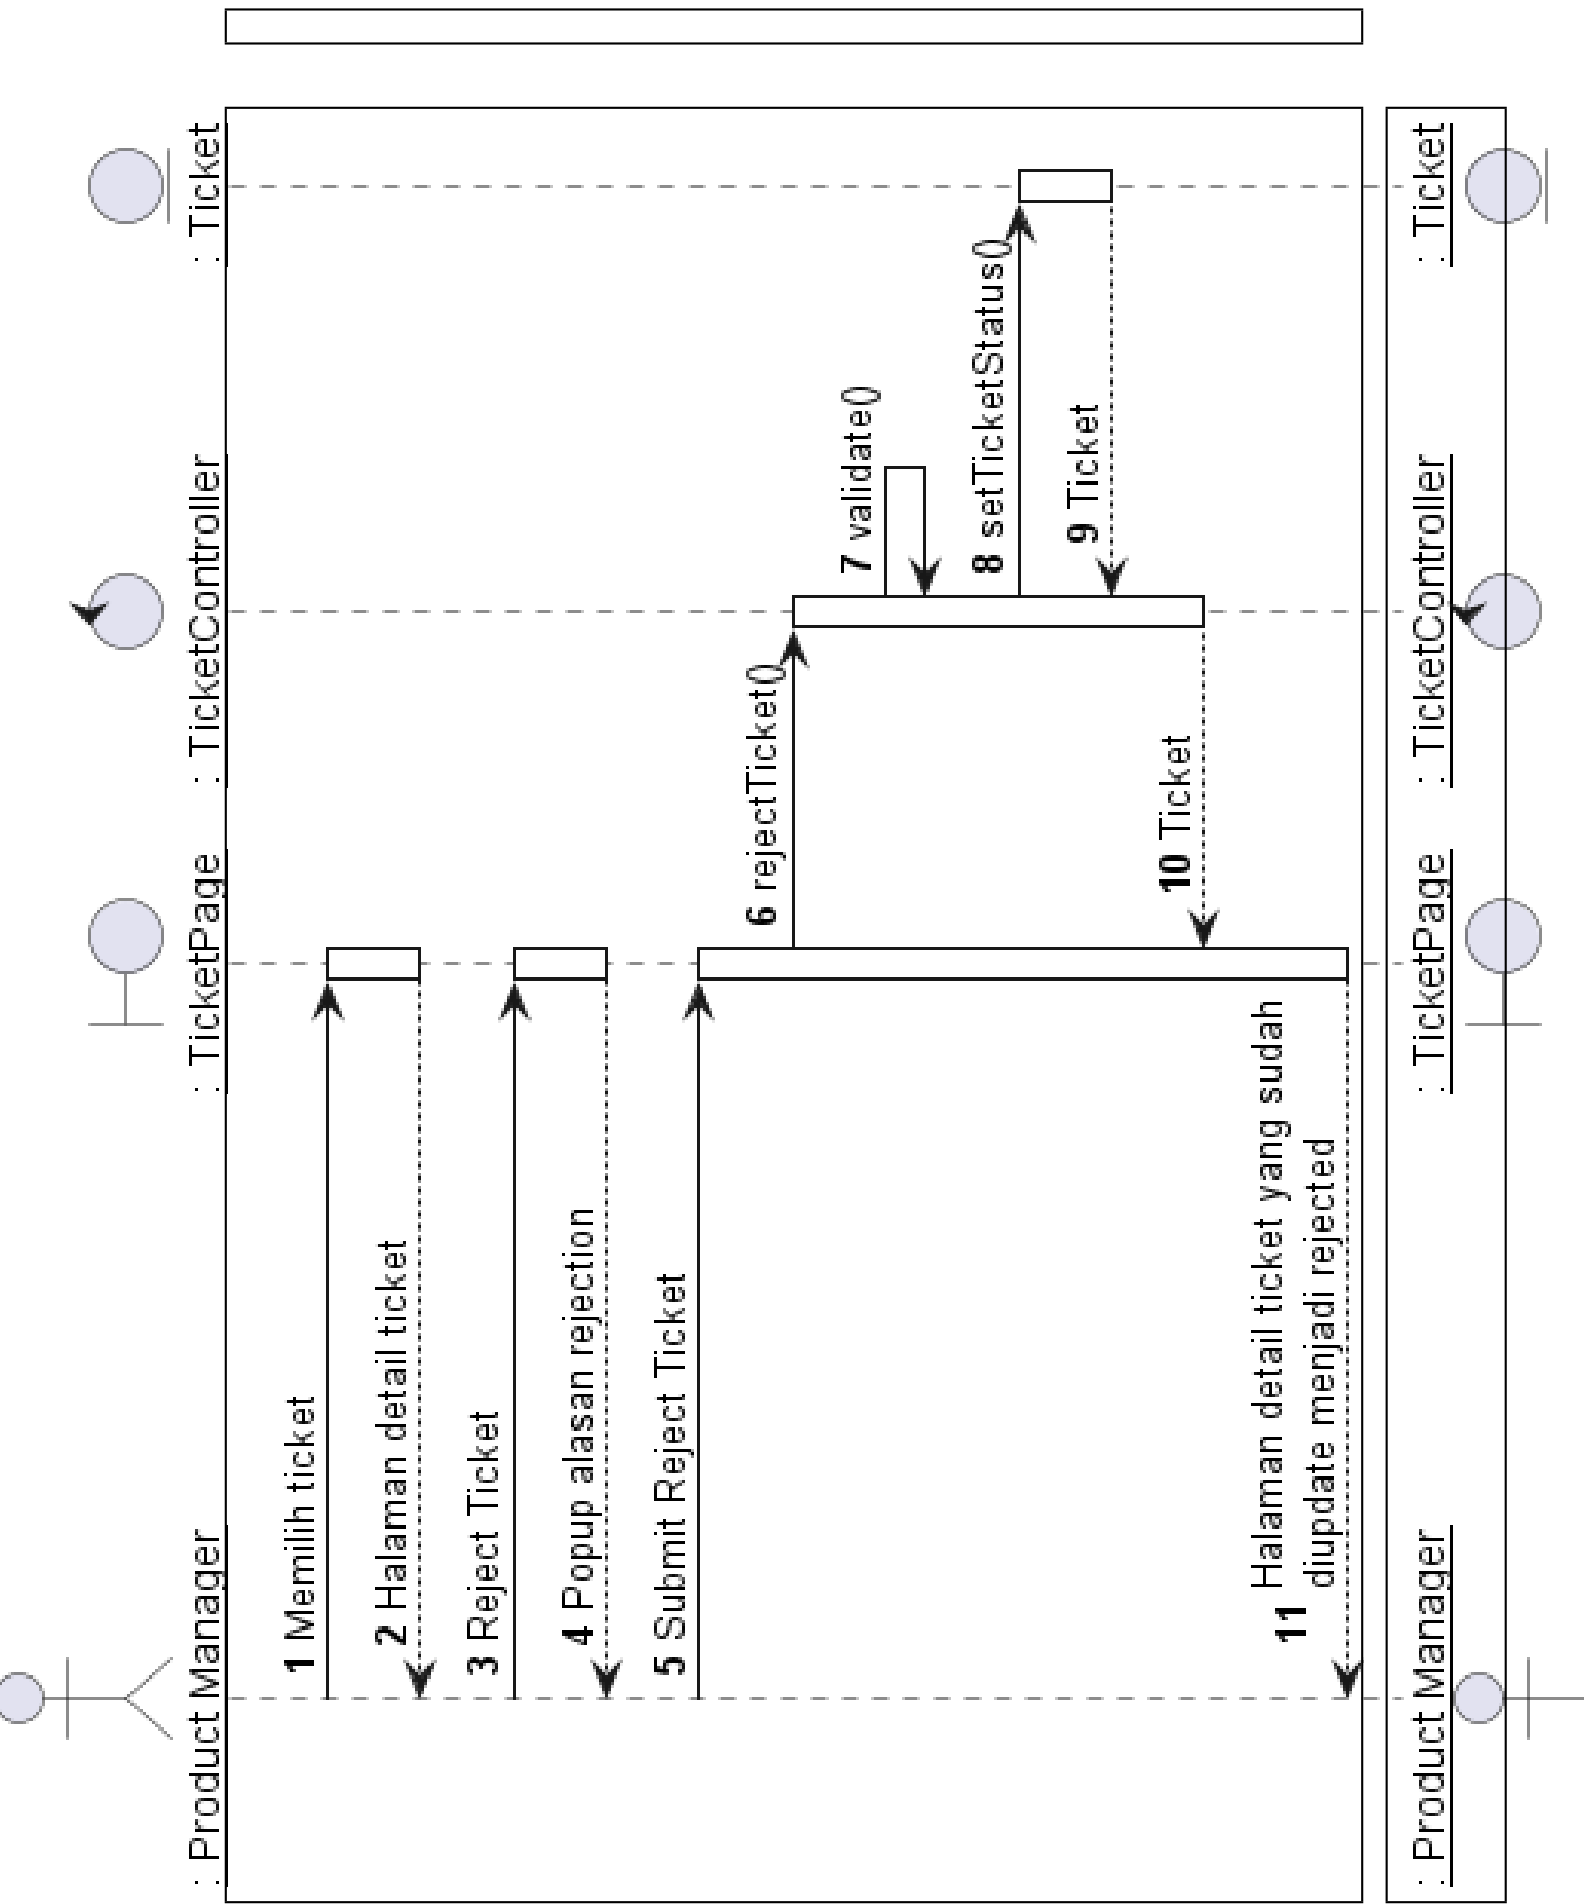 : Product Manager
: TicketPage
: TicketController
: Ticket
1 Memilih ticket
2 Halaman detail ticket
3 Reject Ticket
4 Popup alasan rejection
5 Submit Reject Ticket
6 rejectTicket()
7 validate()
8 setTicketStatus()
9 Ticket
10 Ticket
11 Halaman detail ticket yang sudah
diupdate menjadi rejected
: Product Manager
: TicketPage
: TicketController
: Ticket